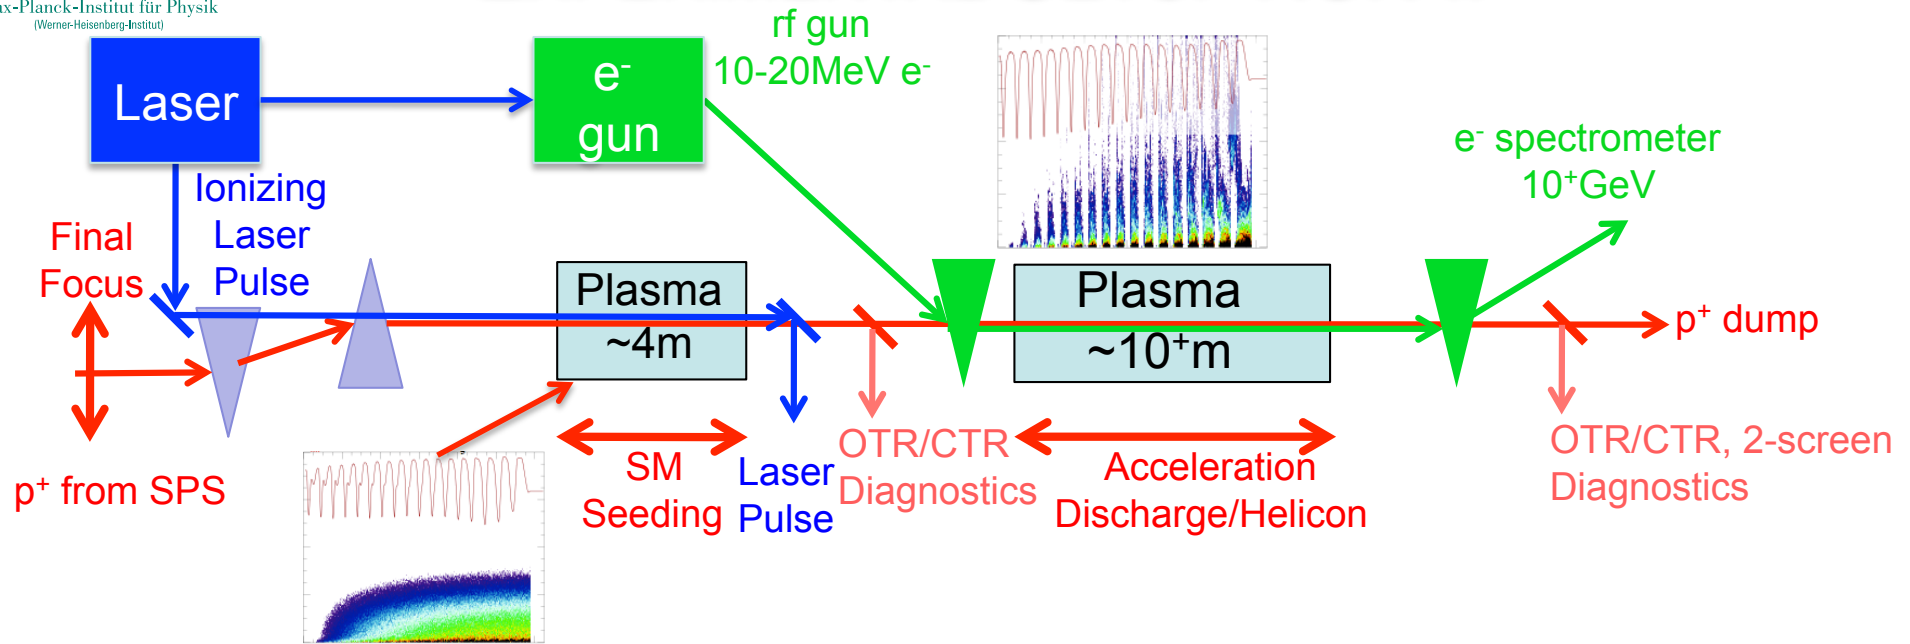 ax-Planck-Institut für Physik
(Werner-Heisenberg-Institut)
Laser
e-
gun
rf gun
10-20MeV e-
e- spectrometer
10+GeV
Ionizing
Laser
Pulse
Final
Focus
Plasma
~4m
Plasma
~10+m
p+ dump
p+ from SPS
SM
Seeding
Laser
Pulse
OTR/CTR
Diagnostics
Acceleration
Discharge/Helicon
OTR/CTR, 2-screen
Diagnostics